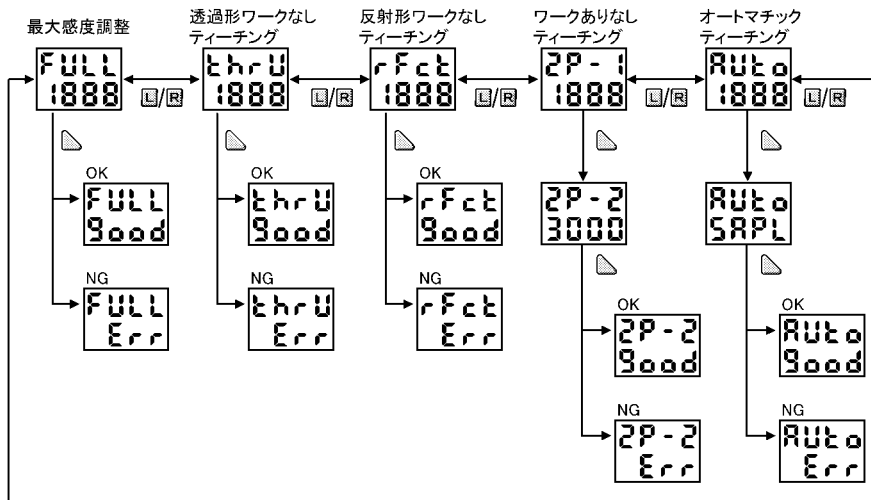 最大感度調整
透過形ワークなし
ティーチング
反射形ワークなし
ティーチング
ワークありなし
ティーチング
オートマチック
ティーチング
FULL
1888
L/R
thrU
1888
L/R
rFct
1888
L/R
2P-1
1888
L/R
AUto
1888
L/R
OK
FULL
good
NG
FULL
Err
OK
thrU
good
NG
thrU
Err
OK
rFct
good
NG
rFct
Err
2P-2
3000
OK
2P-2
good
NG
2P-2
Err
AUto
SAPL
OK
AUto
good
NG
AUto
Err